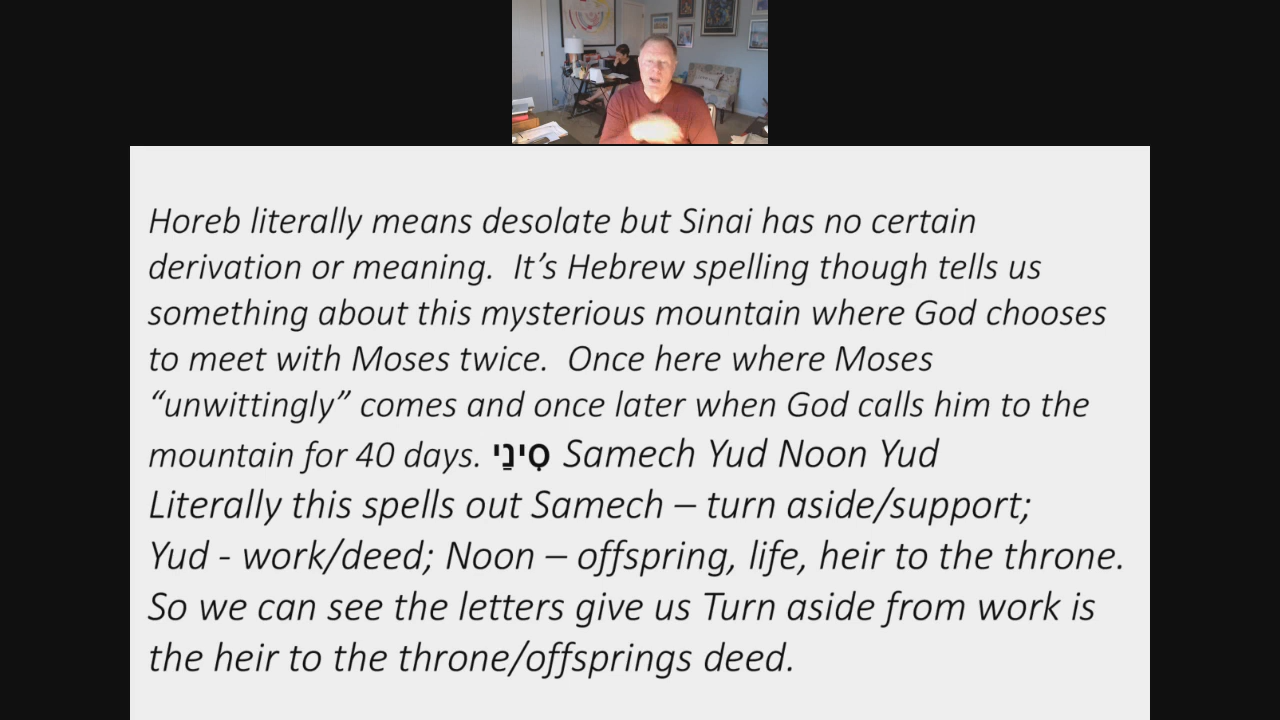 Horeb literally means desolate but Sinai has no certain
derivation or meaning.  It’s Hebrew spelling though tells us
something about this mysterious mountain where God chooses
to meet with Moses twice.  Once here where Moses
“unwittingly” comes and once later when God calls him to the
mountain for 40 days. סִינַי Samech Yud Noon Yud
Literally this spells out Samech – turn aside/support;
Yud - work/deed; Noon – offspring, life, heir to the throne.
So we can see the letters give us Turn aside from work is
the heir to the throne/offsprings deed.